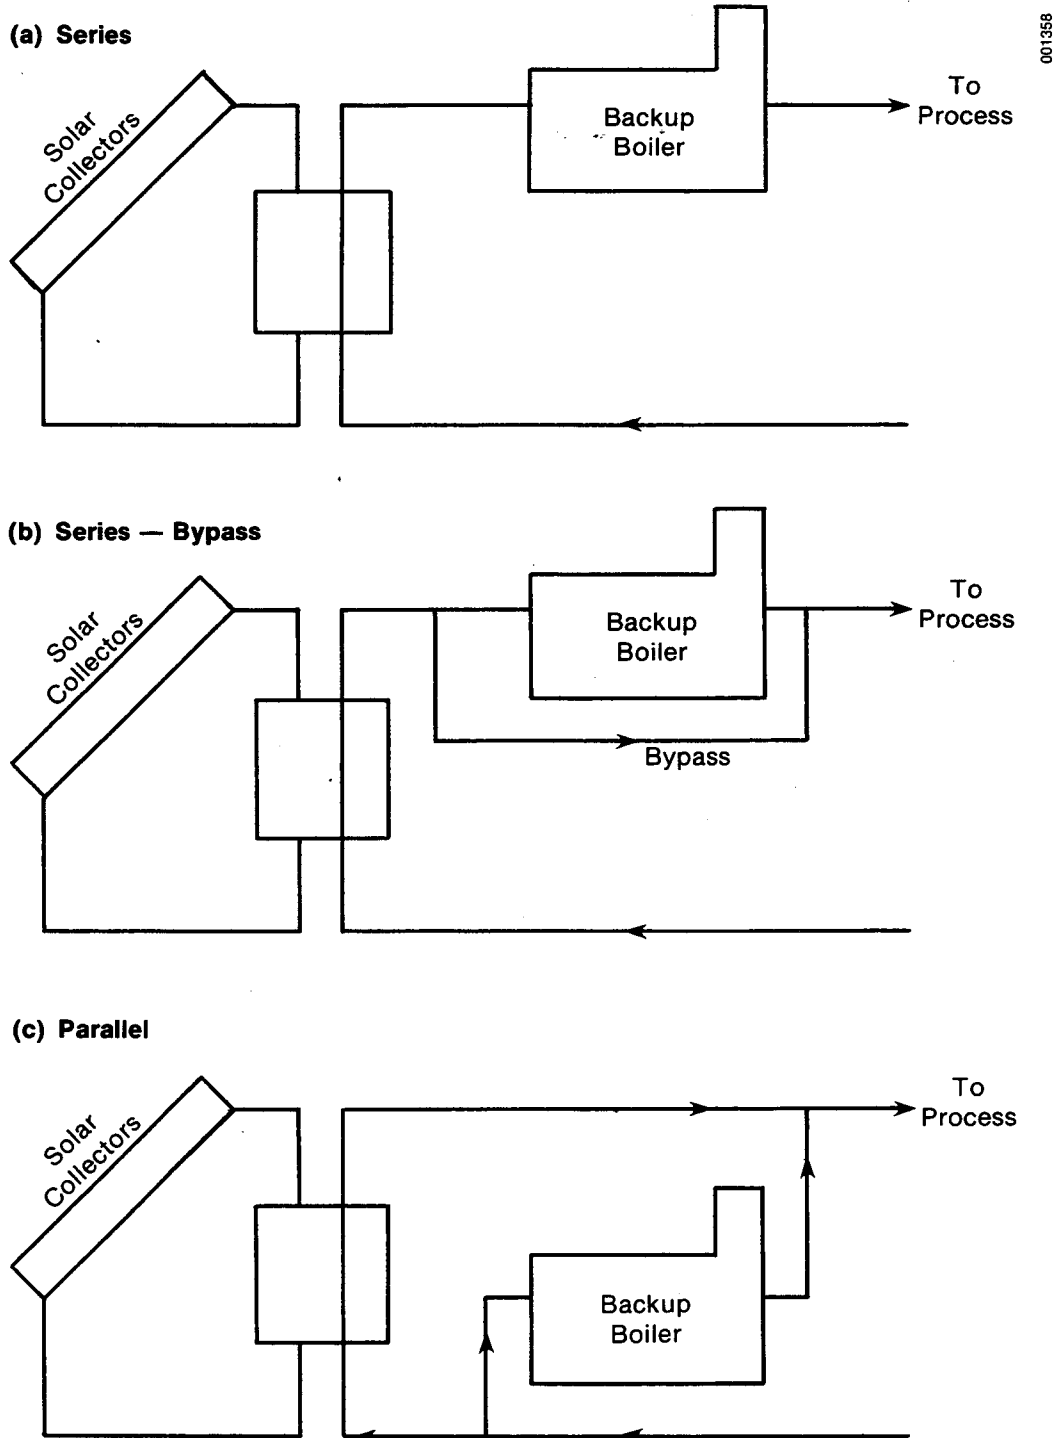 (a) Series
001358
Solar
Collectors
Backup
Boiler
To
Process
(b) Series — Bypass
Solar
Collectors
Backup
Boiler
To
Process
Bypass
(c) Parallel
Solar
Collectors
To
Process
Backup
Boiler